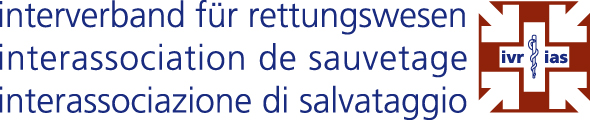 interverband für rettungswesen
interassociation de sauvetage
interassociazione di salvataggio
ivr ias